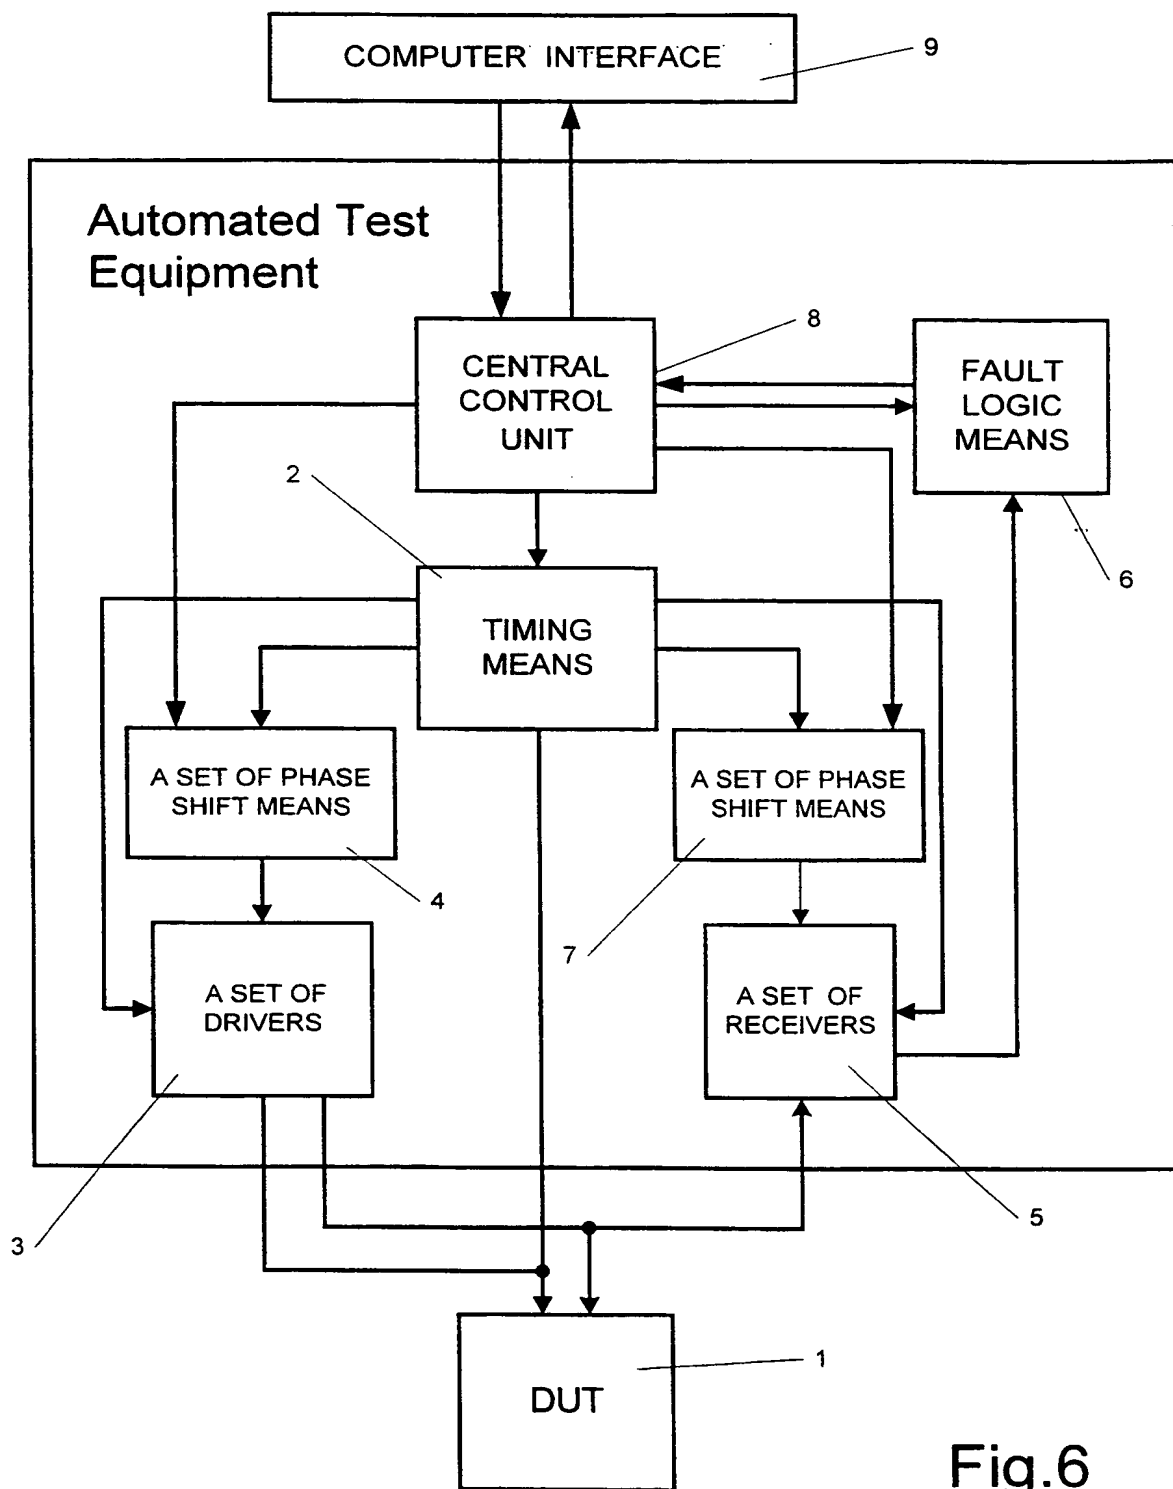 COMPUTER INTERFACE
9
Automated Test
Equipment
8
CENTRAL
CONTROL
UNIT
FAULT
LOGIC
MEANS
2
6
TIMING
MEANS
A SET OF PHASE
SHIFT MEANS
A SET OF PHASE
SHIFT MEANS
4
7
A SET OF
DRIVERS
A SET OF
RECEIVERS
3
5
1
DUT
Fig.6